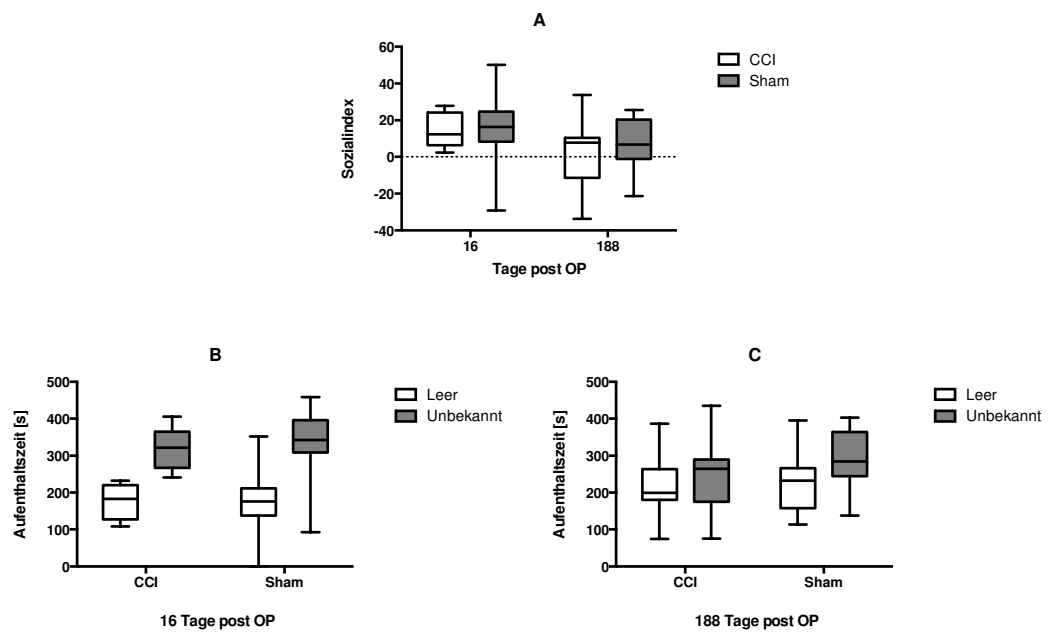 A
60
40
20
0
-20
-40
Sozialindex
16
188
Tage post OP
CCI
Sham
B
500
400
300
200
100
0
Aufenthaltszeit [s]
CCI
Sham
16 Tage post OP
Leer
Unbekannt
C
500
400
300
200
100
0
Aufenthaltszeit [s]
CCI
Sham
188 Tage post OP
Leer
Unbekannt